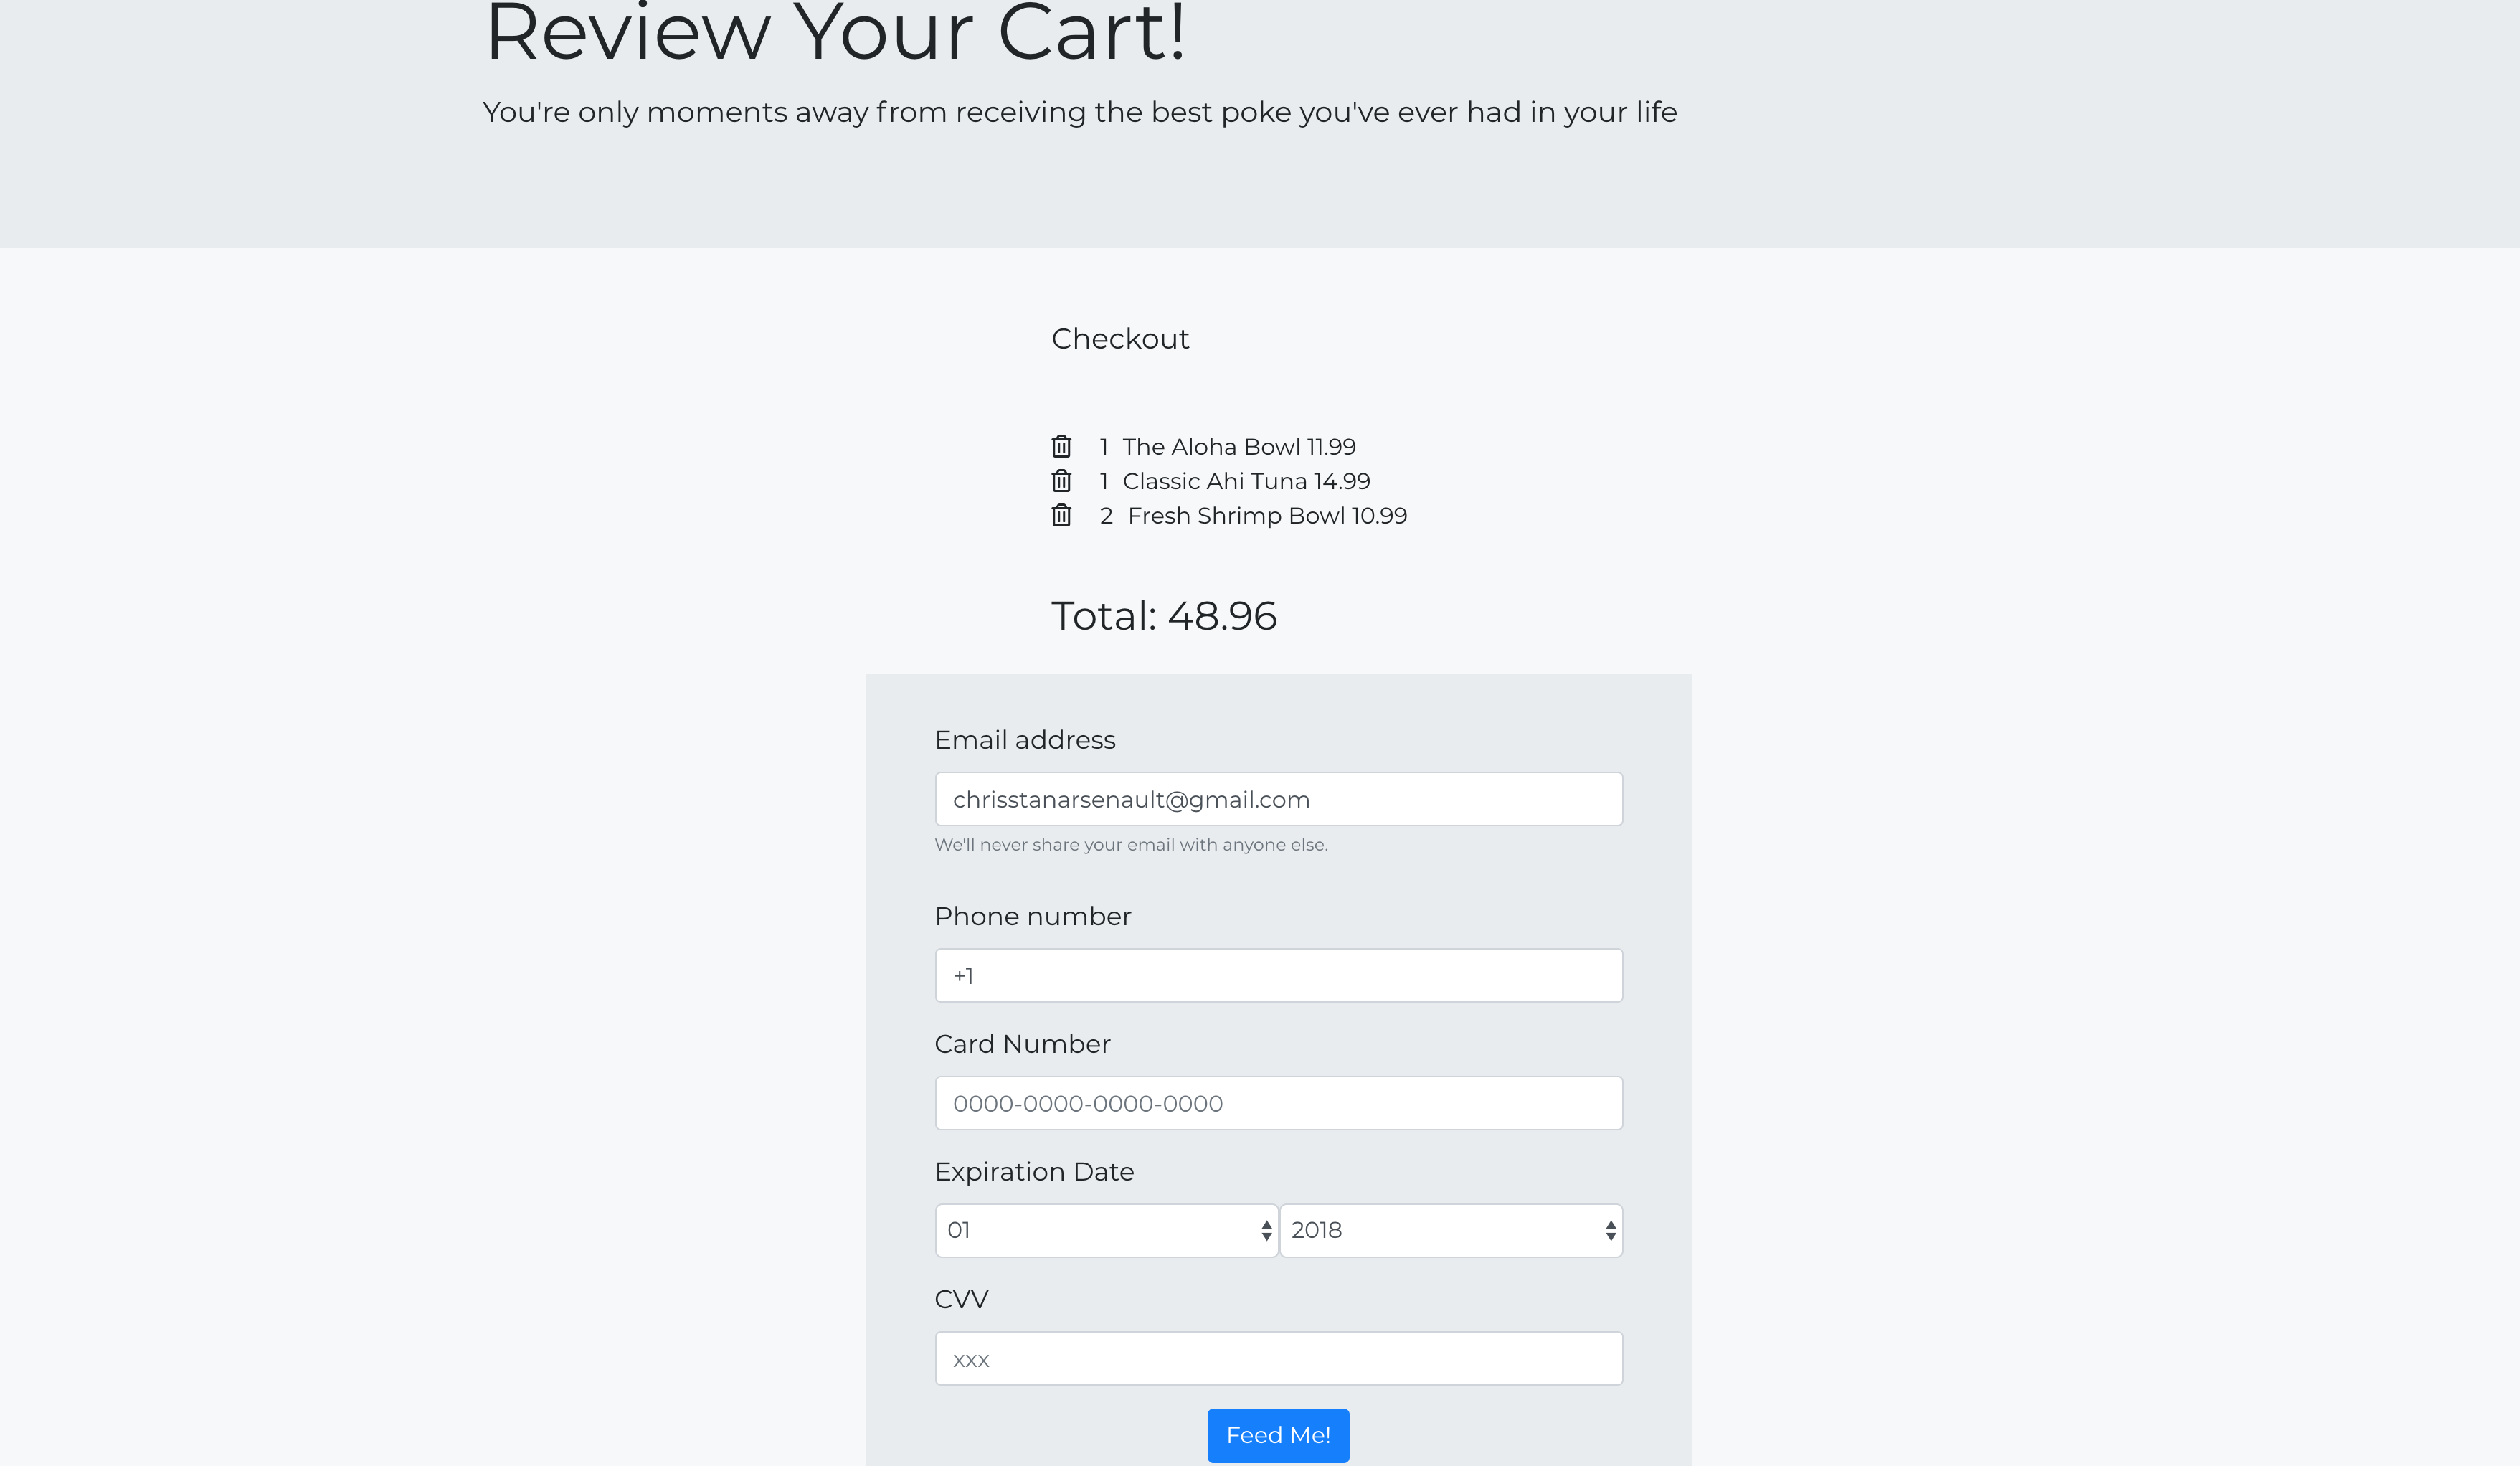 Review Your Cart!
You're only moments away from receiving the best poke you've ever had in your life
Checkout
1 The Aloha Bowl 11.99
1 Classic Ahi Tuna 14.99
2 Fresh Shrimp Bowl 10.99
Total: 48.96
Email address
chrisstanarsenault@gmail.com
We'll never share your email with anyone else.
Phone number
+1
Card Number
0000-0000-0000-0000
Expiration Date
01 2018
CVV
xxx
Feed Me!